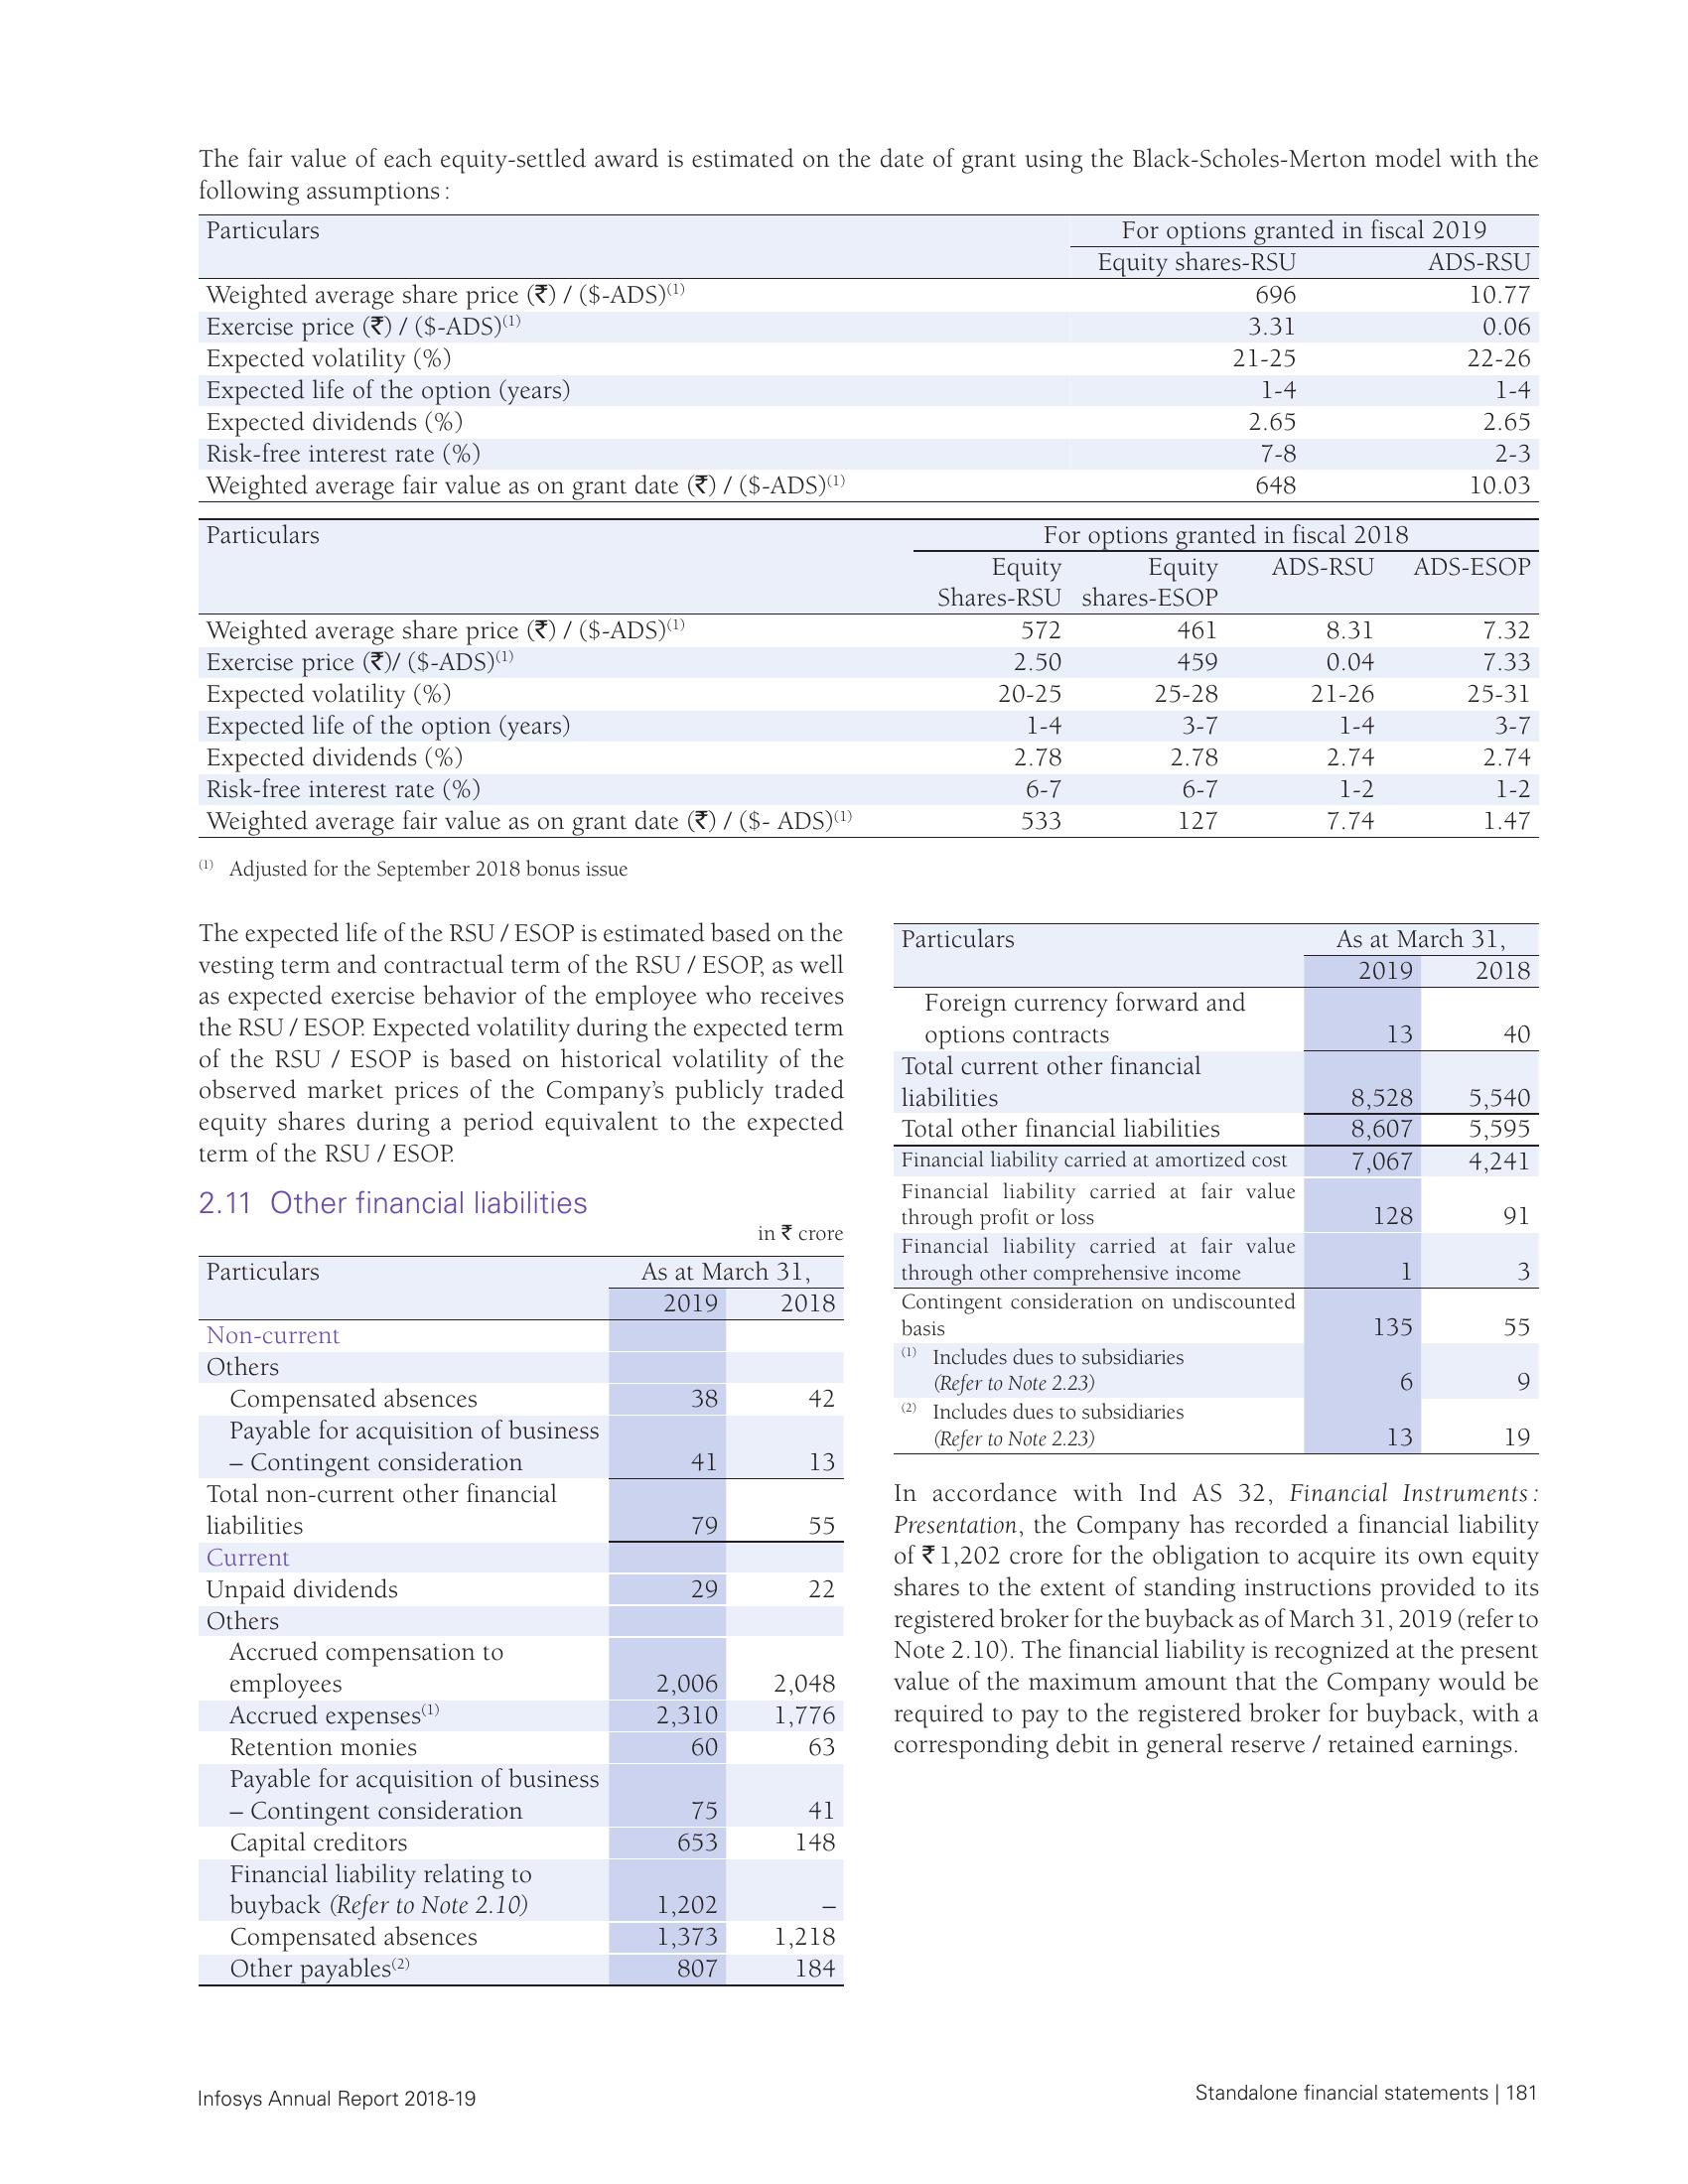 The fair value of each equity-settled award is estimated on the date of grant using the Black-Scholes-Merton model with the
following assumptions :
Particulars For options granted in fiscal 2019
Equity shares-RSU ADS-RSU
Weighted average share price (₹) / ($-ADS)(1) 696 10.77
Exercise price (₹) / ($-ADS)(1) 3.31 0.06
Expected volatility (%) 21-25 22-26
Expected life of the option (years) 1-4 1-4
Expected dividends (%) 2.65 2.65
Risk-free interest rate (%) 7-8 2-3
Weighted average fair value as on grant date (₹) / ($-ADS)(1) 648 10.03
Particulars For options granted in fiscal 2018
Equity Equity ADS-RSU ADS-ESOP
Shares-RSU shares-ESOP
Weighted average share price (₹) / ($-ADS)(1) 572 461 8.31 7.32
Exercise price (₹)/ ($-ADS)(1) 2.50 459 0.04 7.33
Expected volatility (%) 20-25 25-28 21-26 25-31
Expected life of the option (years) 1-4 3-7 1-4 3-7
Expected dividends (%) 2.78 2.78 2.74 2.74
Risk-free interest rate (%) 6-7 6-7 1-2 1-2
Weighted average fair value as on grant date (₹) / ($- ADS)(1) 533 127 7.74 1.47
(1) Adjusted for the September 2018 bonus issue
The expected life of the RSU / ESOP is estimated based on the
vesting term and contractual term of the RSU / ESOP, as well
as expected exercise behavior of the employee who receives
the RSU / ESOP. Expected volatility during the expected term
of the RSU / ESOP is based on historical volatility of the
observed market prices of the Company's publicly traded
equity shares during a period equivalent to the expected
term of the RSU / ESOP.
2.11 Other financial liabilities
in ₹ crore
Particulars As at March 31,
2019 2018
Non-current
Others
Compensated absences 38 42
Payable for acquisition of business
– Contingent consideration 41 13
Total non-current other financial
liabilities 79 55
Current
Unpaid dividends 29 22
Others
Accrued compensation to
employees 2,006 2,048
Accrued expenses(1) 2,310 1,776
Retention monies 60 63
Payable for acquisition of business
– Contingent consideration 75 41
Capital creditors 653 148
Financial liability relating to
buyback (Refer to Note 2.10) 1,202 –
Compensated absences 1,373 1,218
Other payables(2) 807 184
Particulars As at March 31,
2019 2018
Foreign currency forward and
options contracts 13 40
Total current other financial
liabilities 8,528 5,540
Total other financial liabilities 8,607 5,595
Financial liability carried at amortized cost 7,067 4,241
Financial liability carried at fair value
through profit or loss 128 91
Financial liability carried at fair value
through other comprehensive income 1 3
Contingent consideration on undiscounted
basis 135 55
(1) Includes dues to subsidiaries
(Refer to Note 2.23) 6 9
(2) Includes dues to subsidiaries
(Refer to Note 2.23) 13 19
In accordance with Ind AS 32, Financial Instruments :
Presentation, the Company has recorded a financial liability
of ₹ 1,202 crore for the obligation to acquire its own equity
shares to the extent of standing instructions provided to its
registered broker for the buyback as of March 31, 2019 (refer to
Note 2.10). The financial liability is recognized at the present
value of the maximum amount that the Company would be
required to pay to the registered broker for buyback, with a
corresponding debit in general reserve / retained earnings.
Infosys Annual Report 2018-19
Standalone financial statements | 181